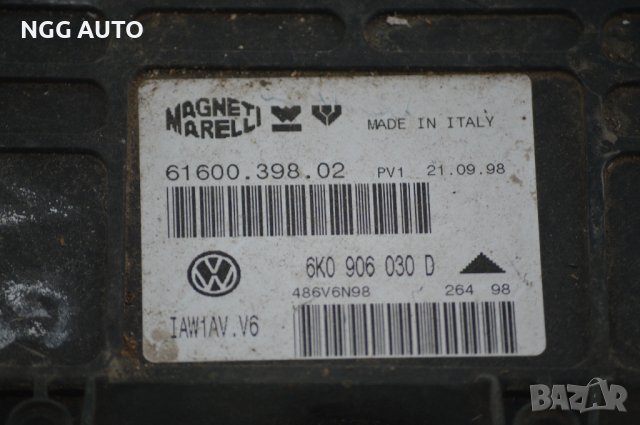 NGG AUTO
MAGNETI MARELLI
MADE IN ITALY
61600.398.02 PV1 21.09.98
6K0 906 030 D
486V6N98 264 98
IAW1AV.V6
BAZAR